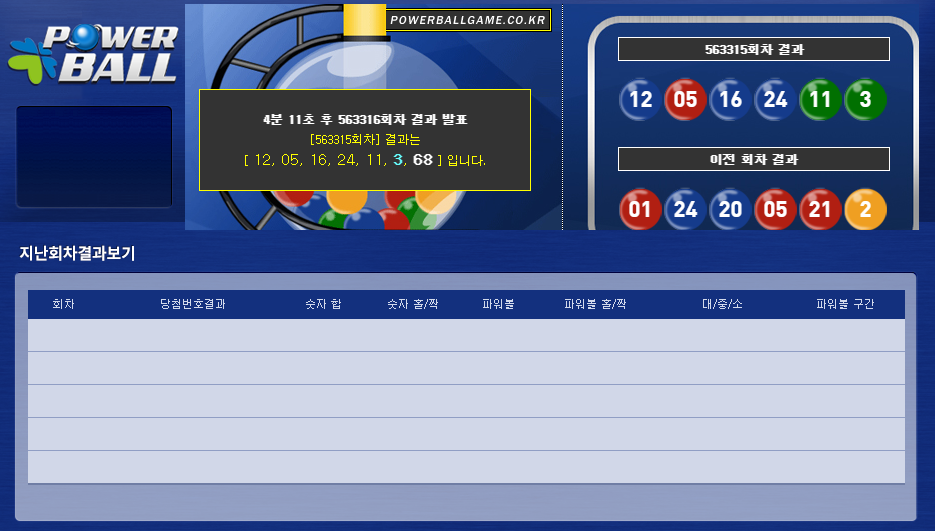 POWER
BALL
POWERBALLGAME.CO.KR
4분 11초 후 563316회차 결과 발표
[563315회차] 결과는
[ 12, 05, 16, 24, 11, 3, 68 ] 입니다.
563315회차 결과
12 05 16 24 11 3
이전 회차 결과
01 24 20 05 21 2
지난회차결과보기
회차 당첨번호결과 숫자 합 숫자 홀/짝 파워볼 파워볼 홀/짝 대/중/소 파워볼 구간